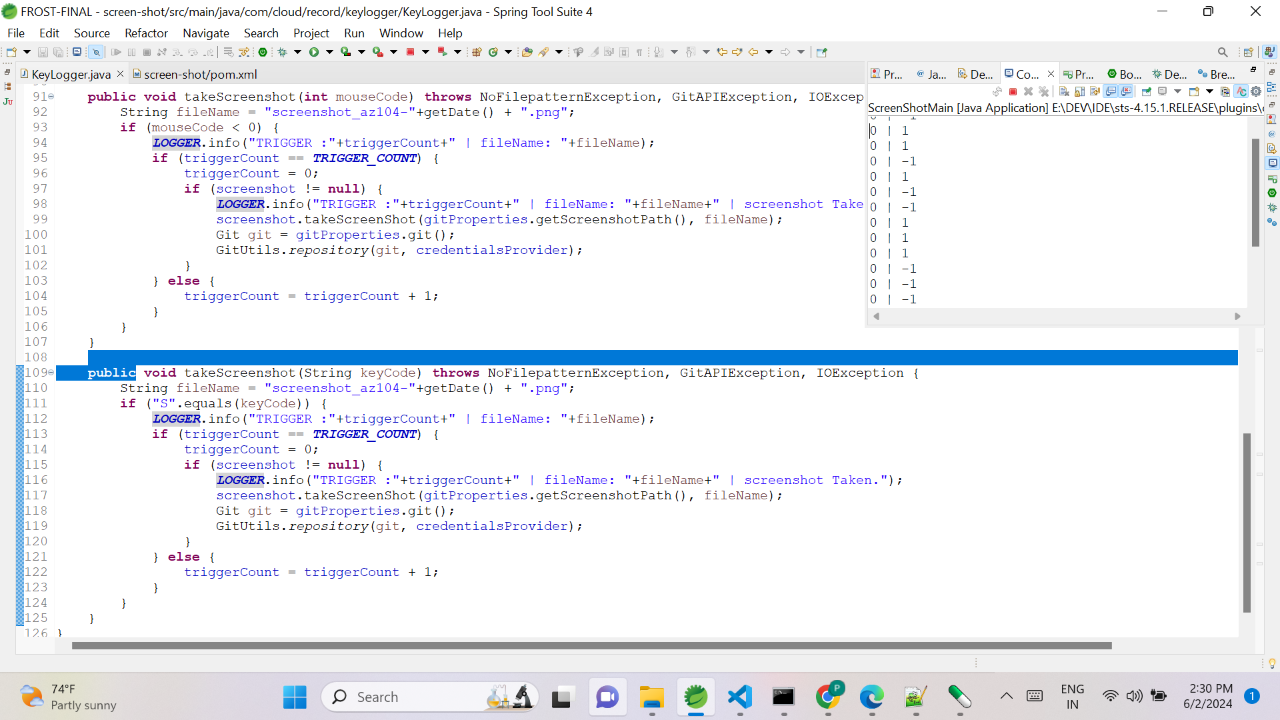 FROST-FINAL - screen-shot/src/main/java/com/cloud/record/keylogger/KeyLogger.java - Spring Tool Suite 4
File Edit Source Refactor Navigate Search Project Run Window Help
KeyLogger.java screen-shot/pom.xml
Pr... Ja... De... Co... Pr... Bo... De... Bre...
ScreenShotMain [Java Application] E:\DEV\IDE\sts-4.15.1.RELEASE\plugins\
0 | 1
0 | 1
0 | -1
0 | 1
0 | -1
0 | -1
0 | 1
0 | 1
0 | 1
0 | -1
0 | -1
0 | -1
91 public void takeScreenshot(int mouseCode) throws NoFilepatternException, GitAPIException, IOExcep
92 String fileName = "screenshot_az104-"+getDate() + ".png";
93 if (mouseCode < 0) {
94 LOGGER.info("TRIGGER :"+triggerCount+" | fileName: "+fileName);
95 if (triggerCount == TRIGGER_COUNT) {
96 triggerCount = 0;
97 if (screenshot != null) {
98 LOGGER.info("TRIGGER :"+triggerCount+" | fileName: "+fileName+" | screenshot Take
99 screenshot.takeScreenShot(gitProperties.getScreenshotPath(), fileName);
100 Git git = gitProperties.git();
101 GitUtils.repository(git, credentialsProvider);
102 }
103 } else {
104 triggerCount = triggerCount + 1;
105 }
106 }
107 }
108
109 public void takeScreenshot(String keyCode) throws NoFilepatternException, GitAPIException, IOException {
110 String fileName = "screenshot_az104-"+getDate() + ".png";
111 if ("S".equals(keyCode)) {
112 LOGGER.info("TRIGGER :"+triggerCount+" | fileName: "+fileName);
113 if (triggerCount == TRIGGER_COUNT) {
114 triggerCount = 0;
115 if (screenshot != null) {
116 LOGGER.info("TRIGGER :"+triggerCount+" | fileName: "+fileName+" | screenshot Taken.");
117 screenshot.takeScreenShot(gitProperties.getScreenshotPath(), fileName);
118 Git git = gitProperties.git();
119 GitUtils.repository(git, credentialsProvider);
120 }
121 } else {
122 triggerCount = triggerCount + 1;
123 }
124 }
125 }
126 }
74°F
Partly sunny
Search
P
ENG
IN
2:30 PM
6/2/2024
1